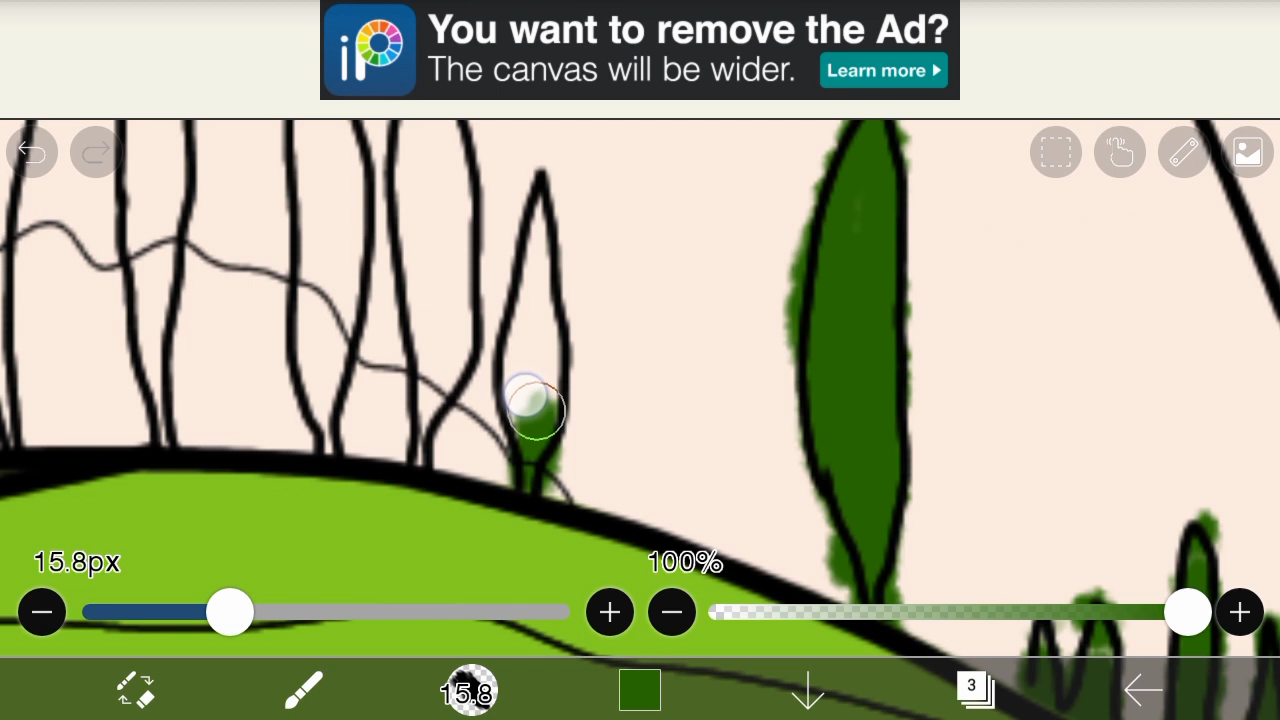 iP
You want to remove the Ad?
The canvas will be wider.
Learn more
15.8px
100%
15.8
3